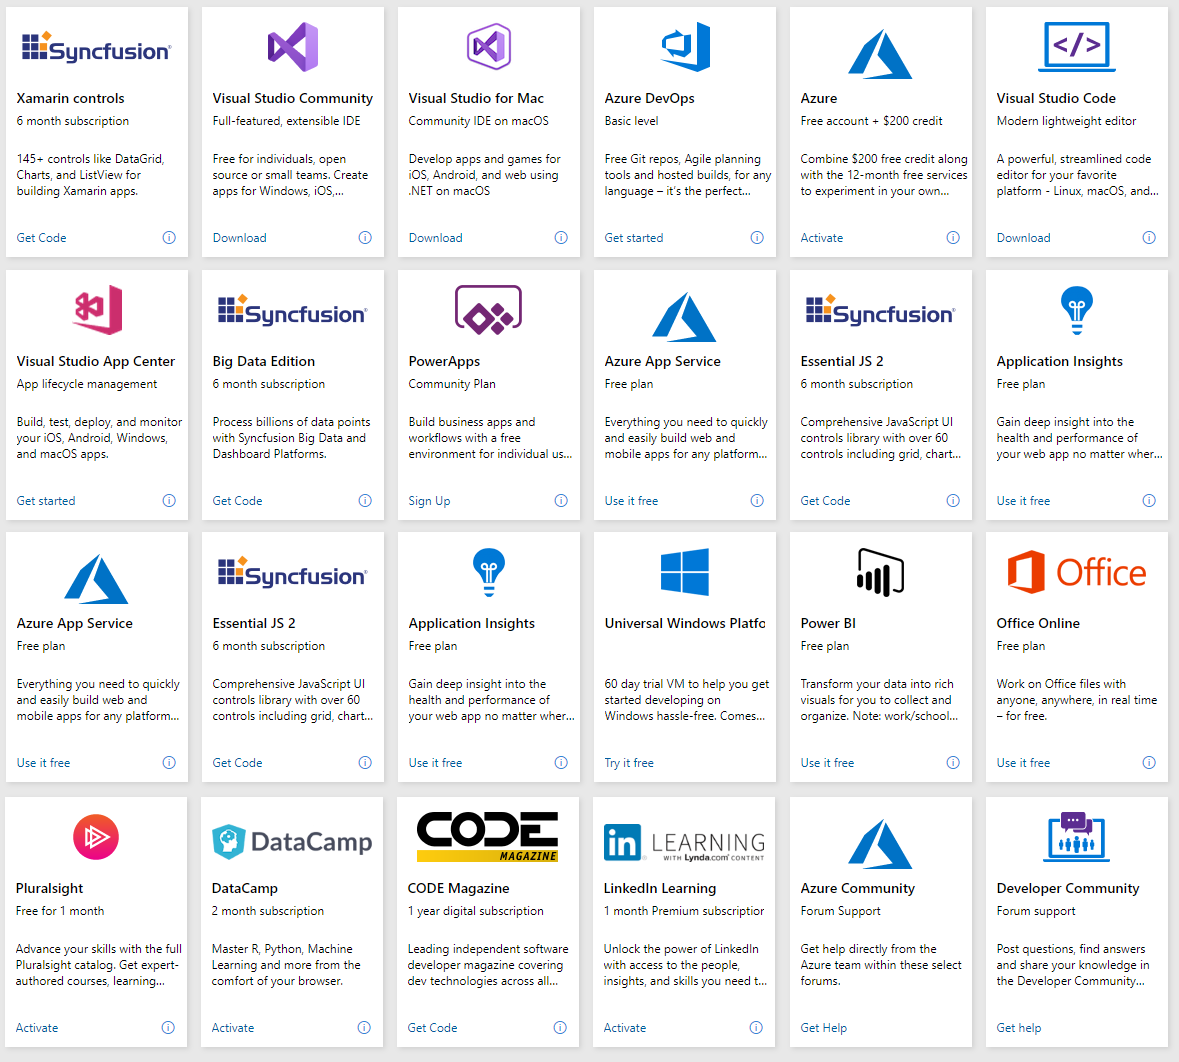 Syncfusion
Xamarin controls
6 month subscription
145+ controls like DataGrid,
Charts, and ListView for
building Xamarin apps.
Get Code
Visual Studio Community
Full-featured, extensible IDE
Free for individuals, open
source or small teams. Create
apps for Windows, iOS,...
Download
Visual Studio for Mac
Community IDE on macOS
Develop apps and games for
iOS, Android, and web using
.NET on macOS
Download
Azure DevOps
Basic level
Free Git repos, Agile planning
tools and hosted builds, for any
language – it's the perfect...
Get started
Azure
Free account + $200 credit
Combine $200 free credit along
with the 12-month free services
to experiment in your own...
Activate
</>
Visual Studio Code
Modern lightweight editor
A powerful, streamlined code
editor for your favorite
platform - Linux, macOS, and...
Download
Visual Studio App Center
App lifecycle management
Build, test, deploy, and monitor
your iOS, Android, Windows,
and macOS apps.
Get started
Syncfusion
Big Data Edition
6 month subscription
Process billions of data points
with Syncfusion Big Data and
Dashboard Platforms.
Get Code
PowerApps
Community Plan
Build business apps and
workflows with a free
environment for individual us...
Sign Up
Azure App Service
Free plan
Everything you need to quickly
and easily build web and
mobile apps for any platform...
Use it free
Syncfusion
Essential JS 2
6 month subscription
Comprehensive JavaScript UI
controls library with over 60
controls including grid, chart...
Get Code
Application Insights
Free plan
Gain deep insight into the
health and performance of
your web app no matter wher...
Use it free
Azure App Service
Free plan
Everything you need to quickly
and easily build web and
mobile apps for any platform...
Use it free
Syncfusion
Essential JS 2
6 month subscription
Comprehensive JavaScript UI
controls library with over 60
controls including grid, chart...
Get Code
Application Insights
Free plan
Gain deep insight into the
health and performance of
your web app no matter wher...
Use it free
Universal Windows Platfo
60 day trial VM to help you get
started developing on
Windows hassle-free. Comes...
Try it free
Power BI
Free plan
Transform your data into rich
visuals for you to collect and
organize. Note: work/school...
Use it free
Office
Office Online
Free plan
Work on Office files with
anyone, anywhere, in real time
– for free.
Use it free
Pluralsight
Free for 1 month
Advance your skills with the full
Pluralsight catalog. Get expert-
authored courses, learning...
Activate
DataCamp
DataCamp
2 month subscription
Master R, Python, Machine
Learning and more from the
comfort of your browser.
Activate
CODE
MAGAZINE
CODE Magazine
1 year digital subscription
Leading independent software
developer magazine covering
dev technologies across all...
Get Code
in LEARNING
WITH Lynda.com CONTENT
LinkedIn Learning
1 month Premium subscription
Unlock the power of LinkedIn
with access to the people,
insights, and skills you need t...
Activate
Azure Community
Forum Support
Get help directly from the
Azure team within these select
forums.
Get Help
Developer Community
Forum support
Post questions, find answers
and share your knowledge in
the Developer Community...
Get help